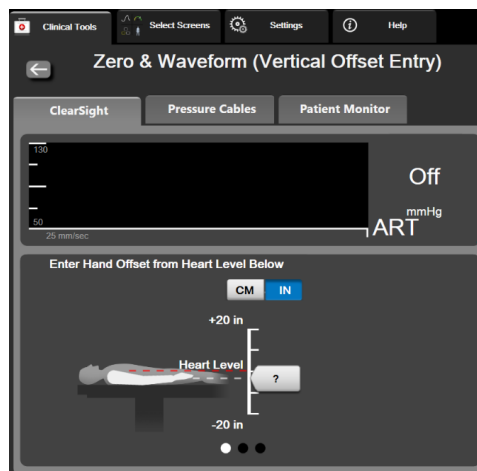 Clinical Tools Select Screens Settings Help
Zero & Waveform (Vertical Offset Entry)
ClearSight Pressure Cables Patient Monitor
130
Off
mmHg
50
ART
25 mm/sec
Enter Hand Offset from Heart Level Below
CM IN
+20 in
Heart Level
?
-20 in